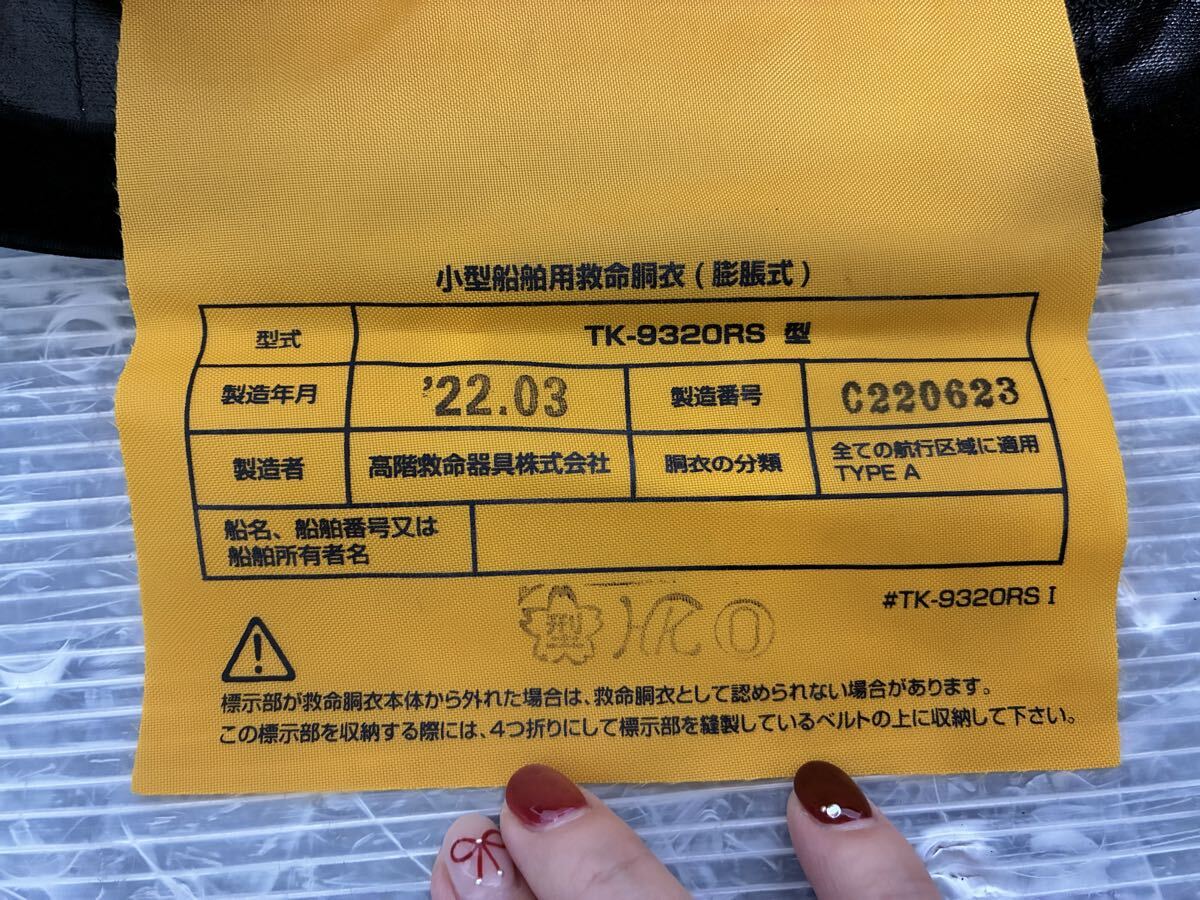 小型船舶用救命胴衣(膨脹式)
型式 TK-9320RS 型
製造年月 '22.03 製造番号 C220623
製造者 高階救命器具株式会社 胴衣の分類 全ての航行区域に適用
TYPE A
船名、船舶番号又は
船舶所有者名
#TK-9320RS I
型 HK 0
標示部が救命胴衣本体から外れた場合は、救命胴衣として認められない場合があります。
この標示部を収納する際には、4つ折りにして標示部を縫製しているベルトの上に収納して下さい。